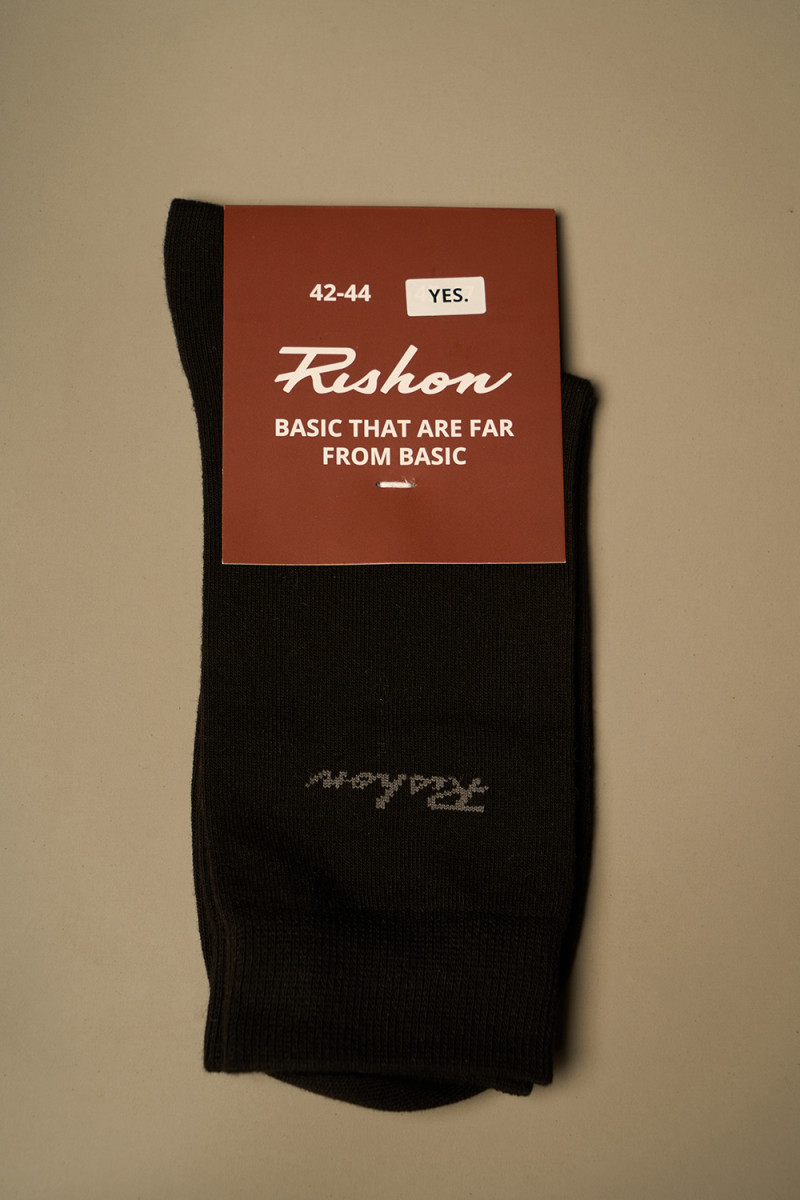 42-44 YES.
Rishon
BASIC THAT ARE FAR
FROM BASIC
Rishon